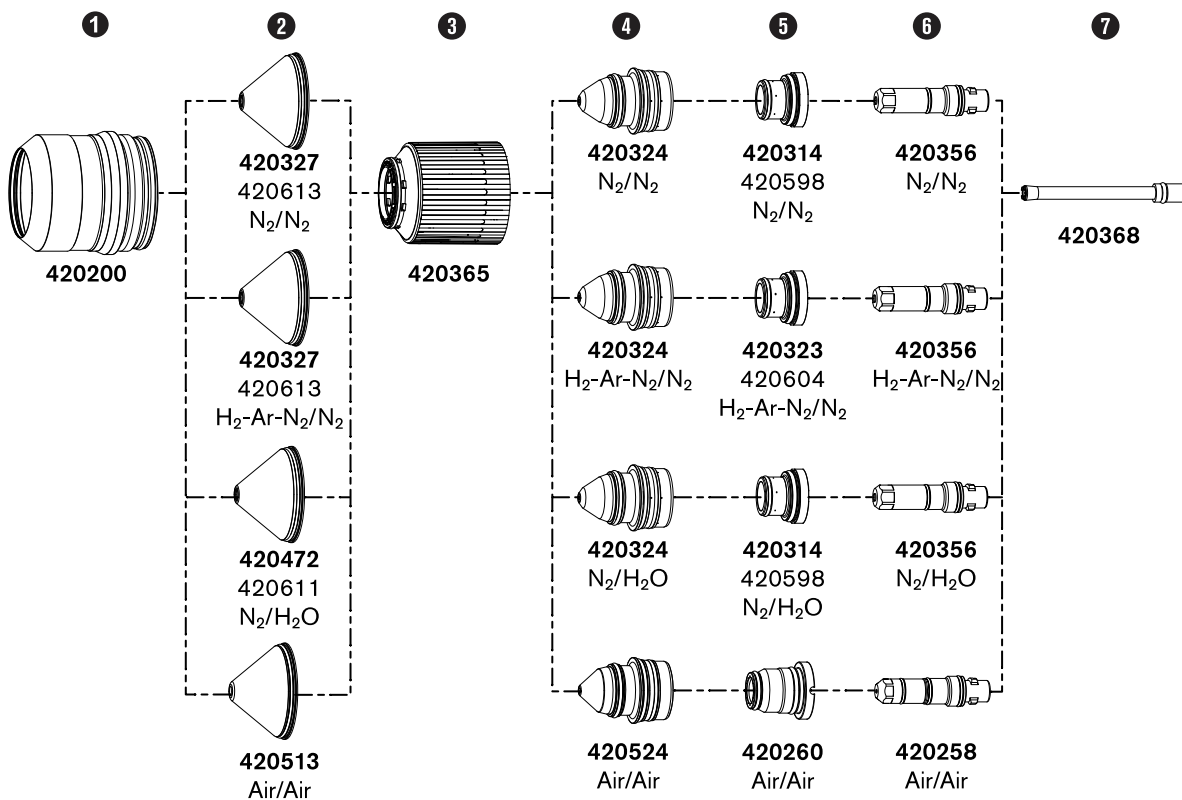 1 2 3 4 5 6 7
420327
420613
N₂/N₂
420324
N₂/N₂
420314
420598
N₂/N₂
420356
N₂/N₂
420200
420365
420368
420327
420613
H₂-Ar-N₂/N₂
420324
H₂-Ar-N₂/N₂
420323
420604
H₂-Ar-N₂/N₂
420356
H₂-Ar-N₂/N₂
420472
420611
N₂/H₂O
420324
N₂/H₂O
420314
420598
N₂/H₂O
420356
N₂/H₂O
420513
Air/Air
420524
Air/Air
420260
Air/Air
420258
Air/Air